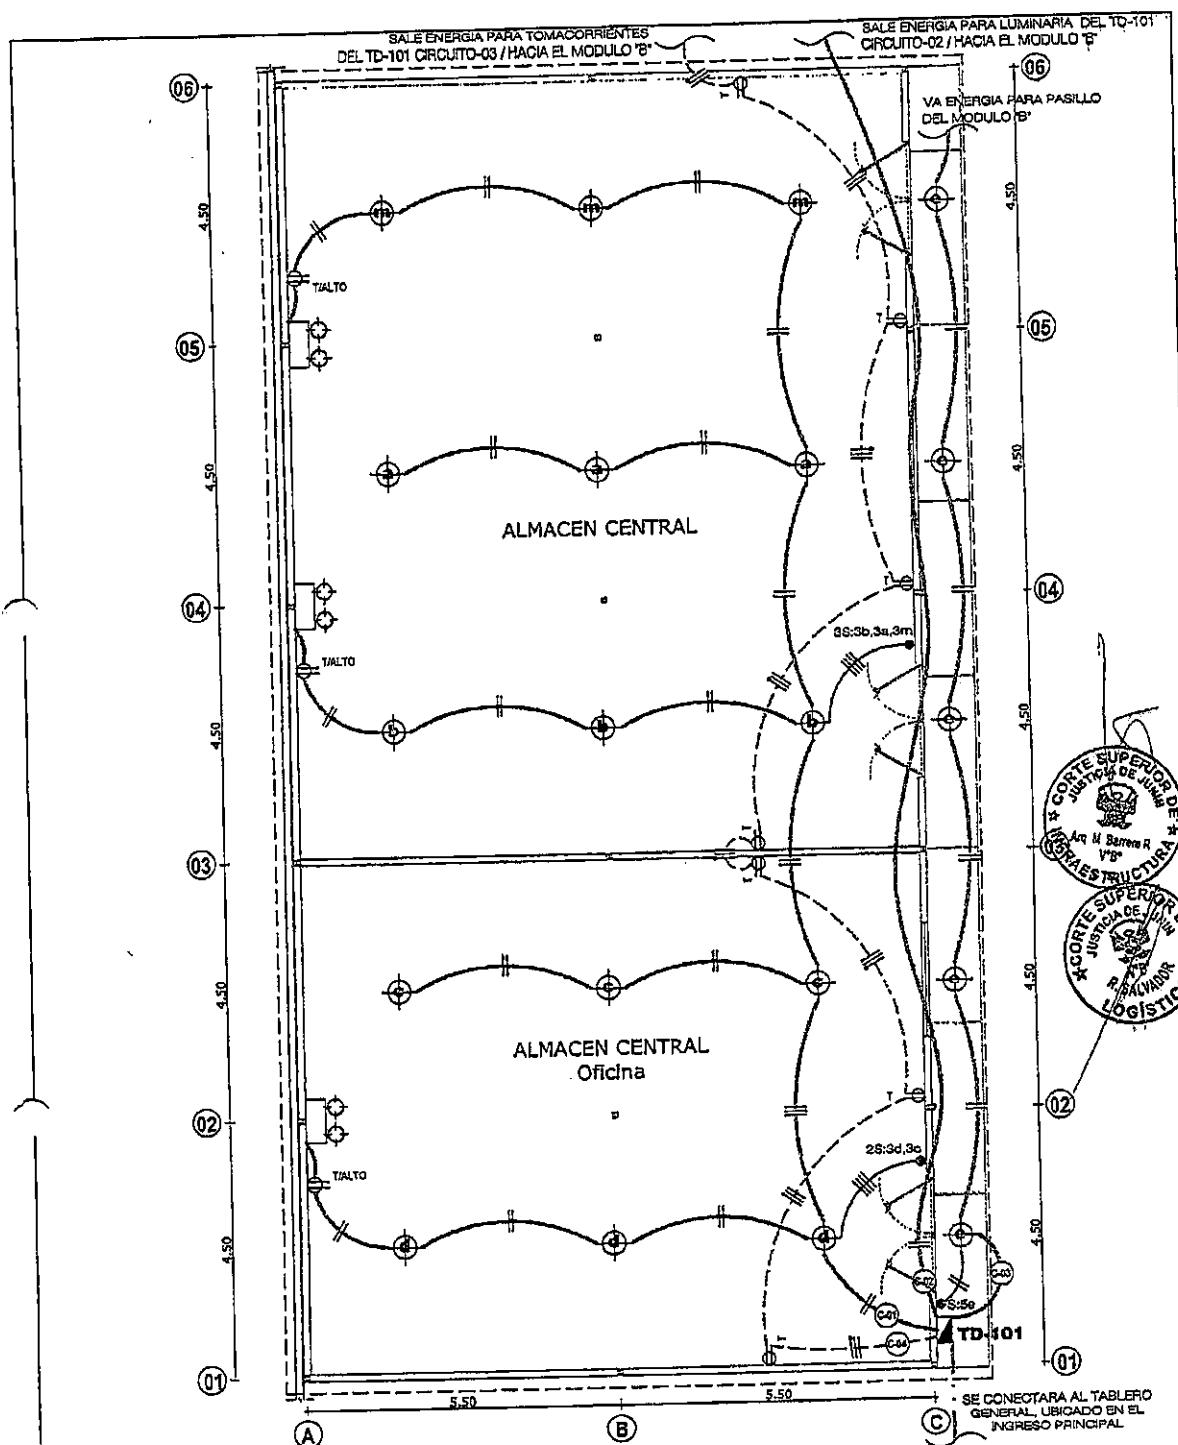 SALE ENERGIA PARA TOMACORRIENTES
DEL TD-101 CIRCUITO-03 / HACIA EL MODULO "B"
SALE ENERGIA PARA LUMINARIA DEL TD-101
CIRCUITO-02 / HACIA EL MODULO "B"
VA ENERGIA PARA PASILLO
DEL MODULO "B"
06
06
4.50
4.50
T
m
m
m
e
T/ALTO
05
T
05
4.50
4.50
a
a
a
e
ALMACEN CENTRAL
04
T
04
3S:3b,3a,3m
T/ALTO
4.50
4.50
b
b
b
e
CORTE SUPERIOR DE
JUSTICIA DE JUNIN
Arq M Barrera R
V°B°
INFRAESTRUCTURA
T
03
T
03
CORTE SUPERIOR
JUSTICIA DE JUNIN
V°B°
R. SALVADOR
LOGÍSTIC
4.50
4.50
c
c
c
e
ALMACEN CENTRAL
Oficina
02
T
02
2S:3d,3c
T/ALTO
4.50
4.50
d
d
d
e
C-03
C-02
S:5e
C-01
TD-101
T
C-04
01
01
5.50
5.50
A
B
C
SE CONECTARA AL TABLERO
GENERAL, UBICADO EN EL
INGRESO PRINCIPAL